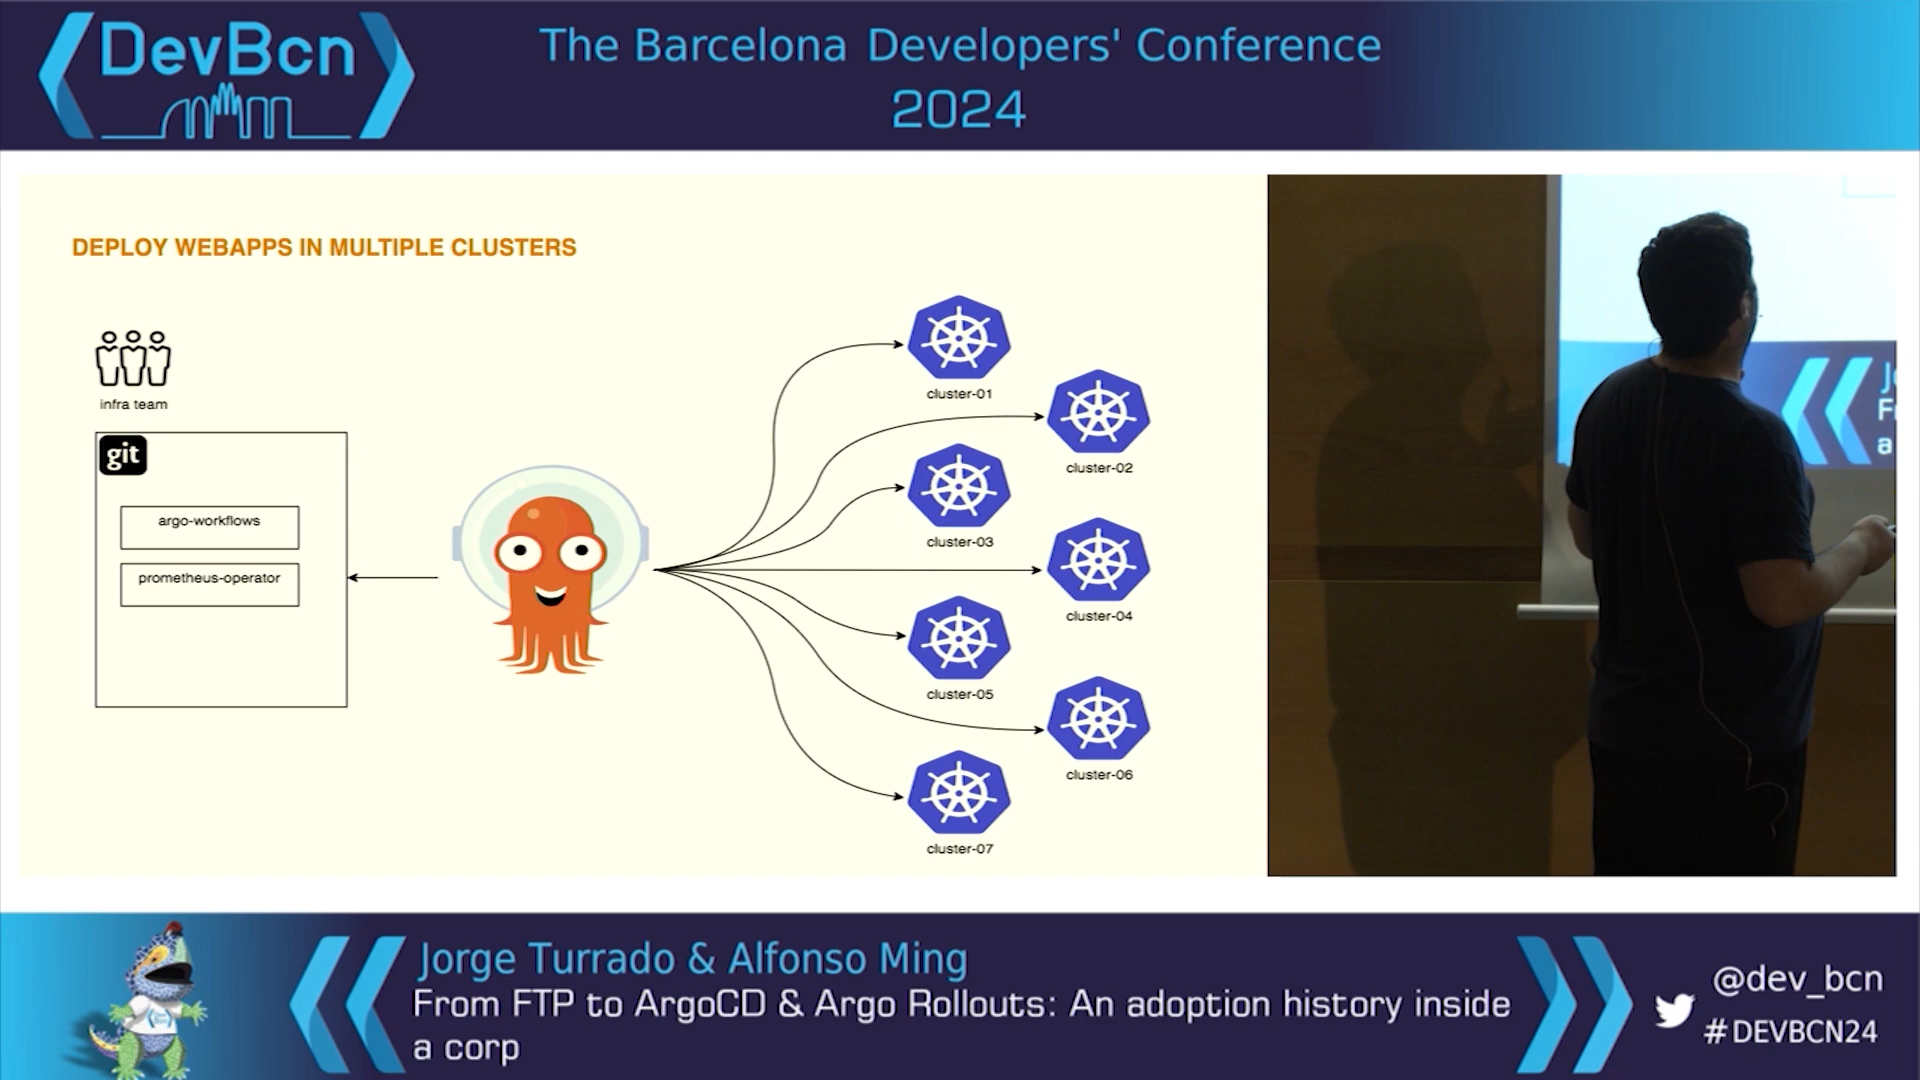 DevBcn
The Barcelona Developers' Conference
2024
DEPLOY WEBAPPS IN MULTIPLE CLUSTERS
infra team
git
argo-workflows
prometheus-operator
cluster-01
cluster-02
cluster-03
cluster-04
cluster-05
cluster-06
cluster-07
Jorge Turrado & Alfonso Ming
From FTP to ArgoCD & Argo Rollouts: An adoption history inside
a corp
@dev_bcn
#DEVBCN24